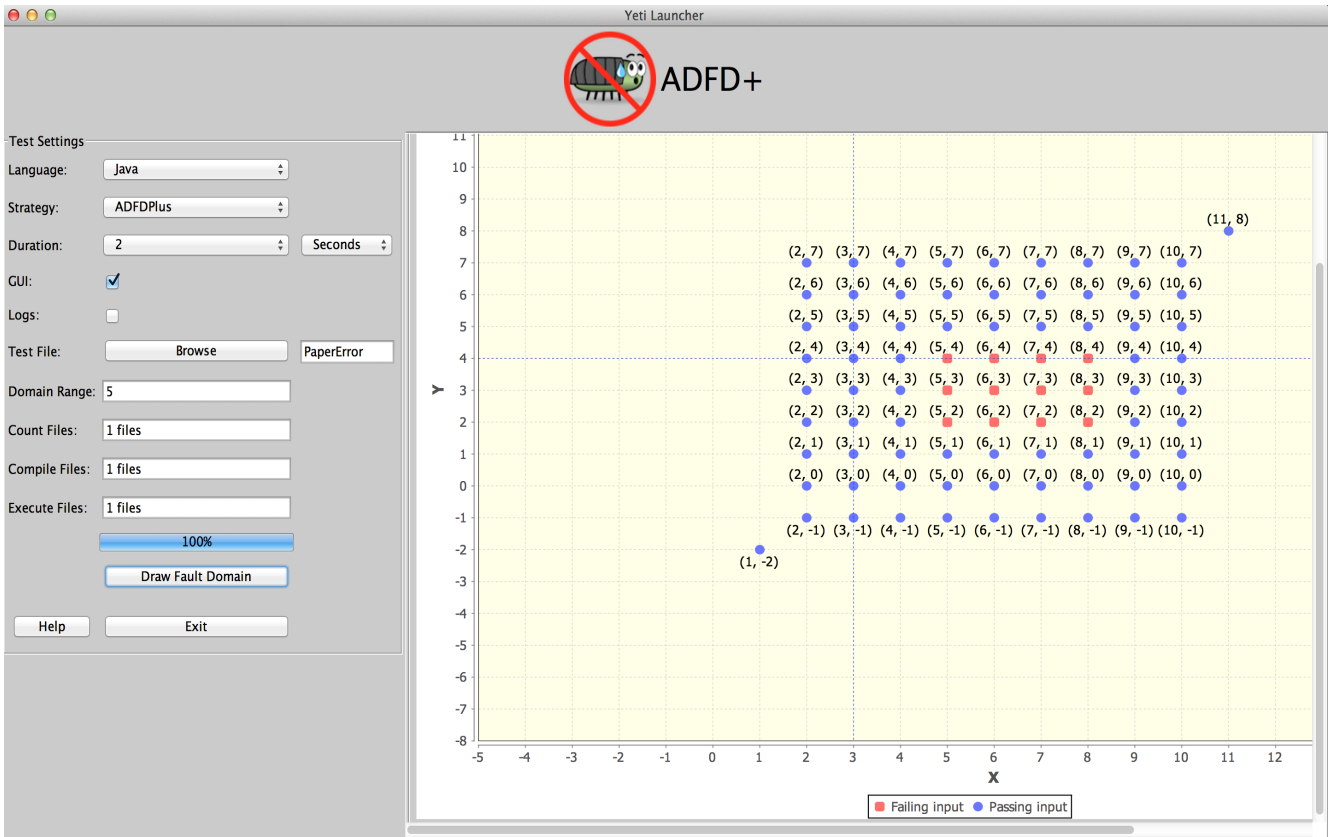 Yeti Launcher
ADFD+
Test Settings
Language: Java
Strategy: ADFDPlus
Duration: 2 Seconds
GUI:
Logs:
Test File: Browse PaperError
Domain Range: 5
Count Files: 1 files
Compile Files: 1 files
Execute Files: 1 files
100%
Draw Fault Domain
Help Exit
11
10
9
(11, 8)
8
(2, 7) (3, 7) (4, 7) (5, 7) (6, 7) (7, 7) (8, 7) (9, 7) (10, 7)
7
(2, 6) (3, 6) (4, 6) (5, 6) (6, 6) (7, 6) (8, 6) (9, 6) (10, 6)
6
(2, 5) (3, 5) (4, 5) (5, 5) (6, 5) (7, 5) (8, 5) (9, 5) (10, 5)
5
(2, 4) (3, 4) (4, 4) (5, 4) (6, 4) (7, 4) (8, 4) (9, 4) (10, 4)
4
(2, 3) (3, 3) (4, 3) (5, 3) (6, 3) (7, 3) (8, 3) (9, 3) (10, 3)
Y
3
(2, 2) (3, 2) (4, 2) (5, 2) (6, 2) (7, 2) (8, 2) (9, 2) (10, 2)
2
(2, 1) (3, 1) (4, 1) (5, 1) (6, 1) (7, 1) (8, 1) (9, 1) (10, 1)
1
(2, 0) (3, 0) (4, 0) (5, 0) (6, 0) (7, 0) (8, 0) (9, 0) (10, 0)
0
-1
(2, -1) (3, -1) (4, -1) (5, -1) (6, -1) (7, -1) (8, -1) (9, -1) (10, -1)
-2
(1, -2)
-3
-4
-5
-6
-7
-8
-5 -4 -3 -2 -1 0 1 2 3 4 5 6 7 8 9 10 11 12
X
Failing input Passing input